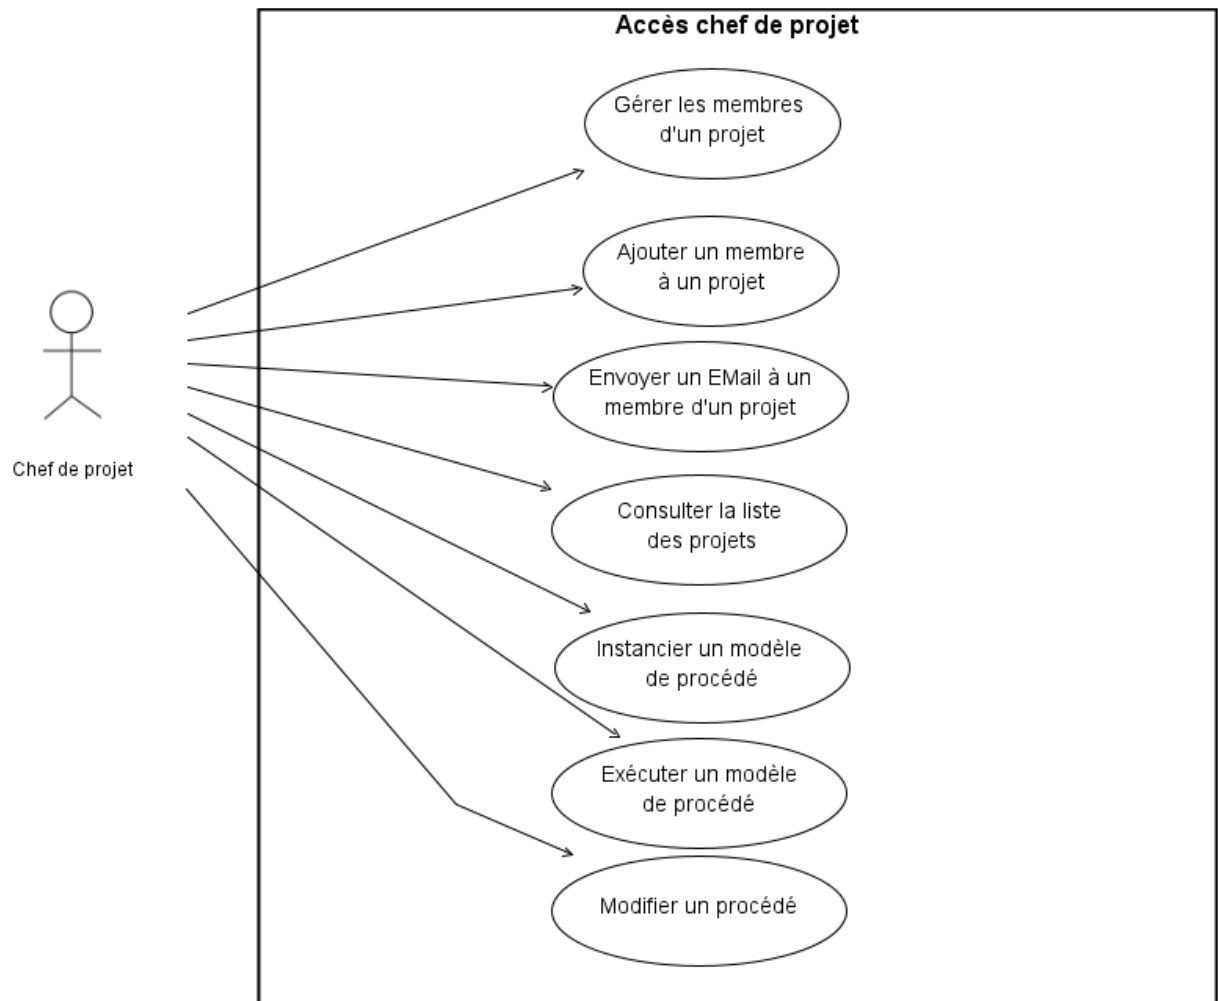 Accès chef de projet
Gérer les membres
d'un projet
Ajouter un membre
à un projet
Envoyer un EMail à un
membre d'un projet
Chef de projet
Consulter la liste
des projets
Instancier un modèle
de procédé
Exécuter un modèle
de procédé
Modifier un procédé